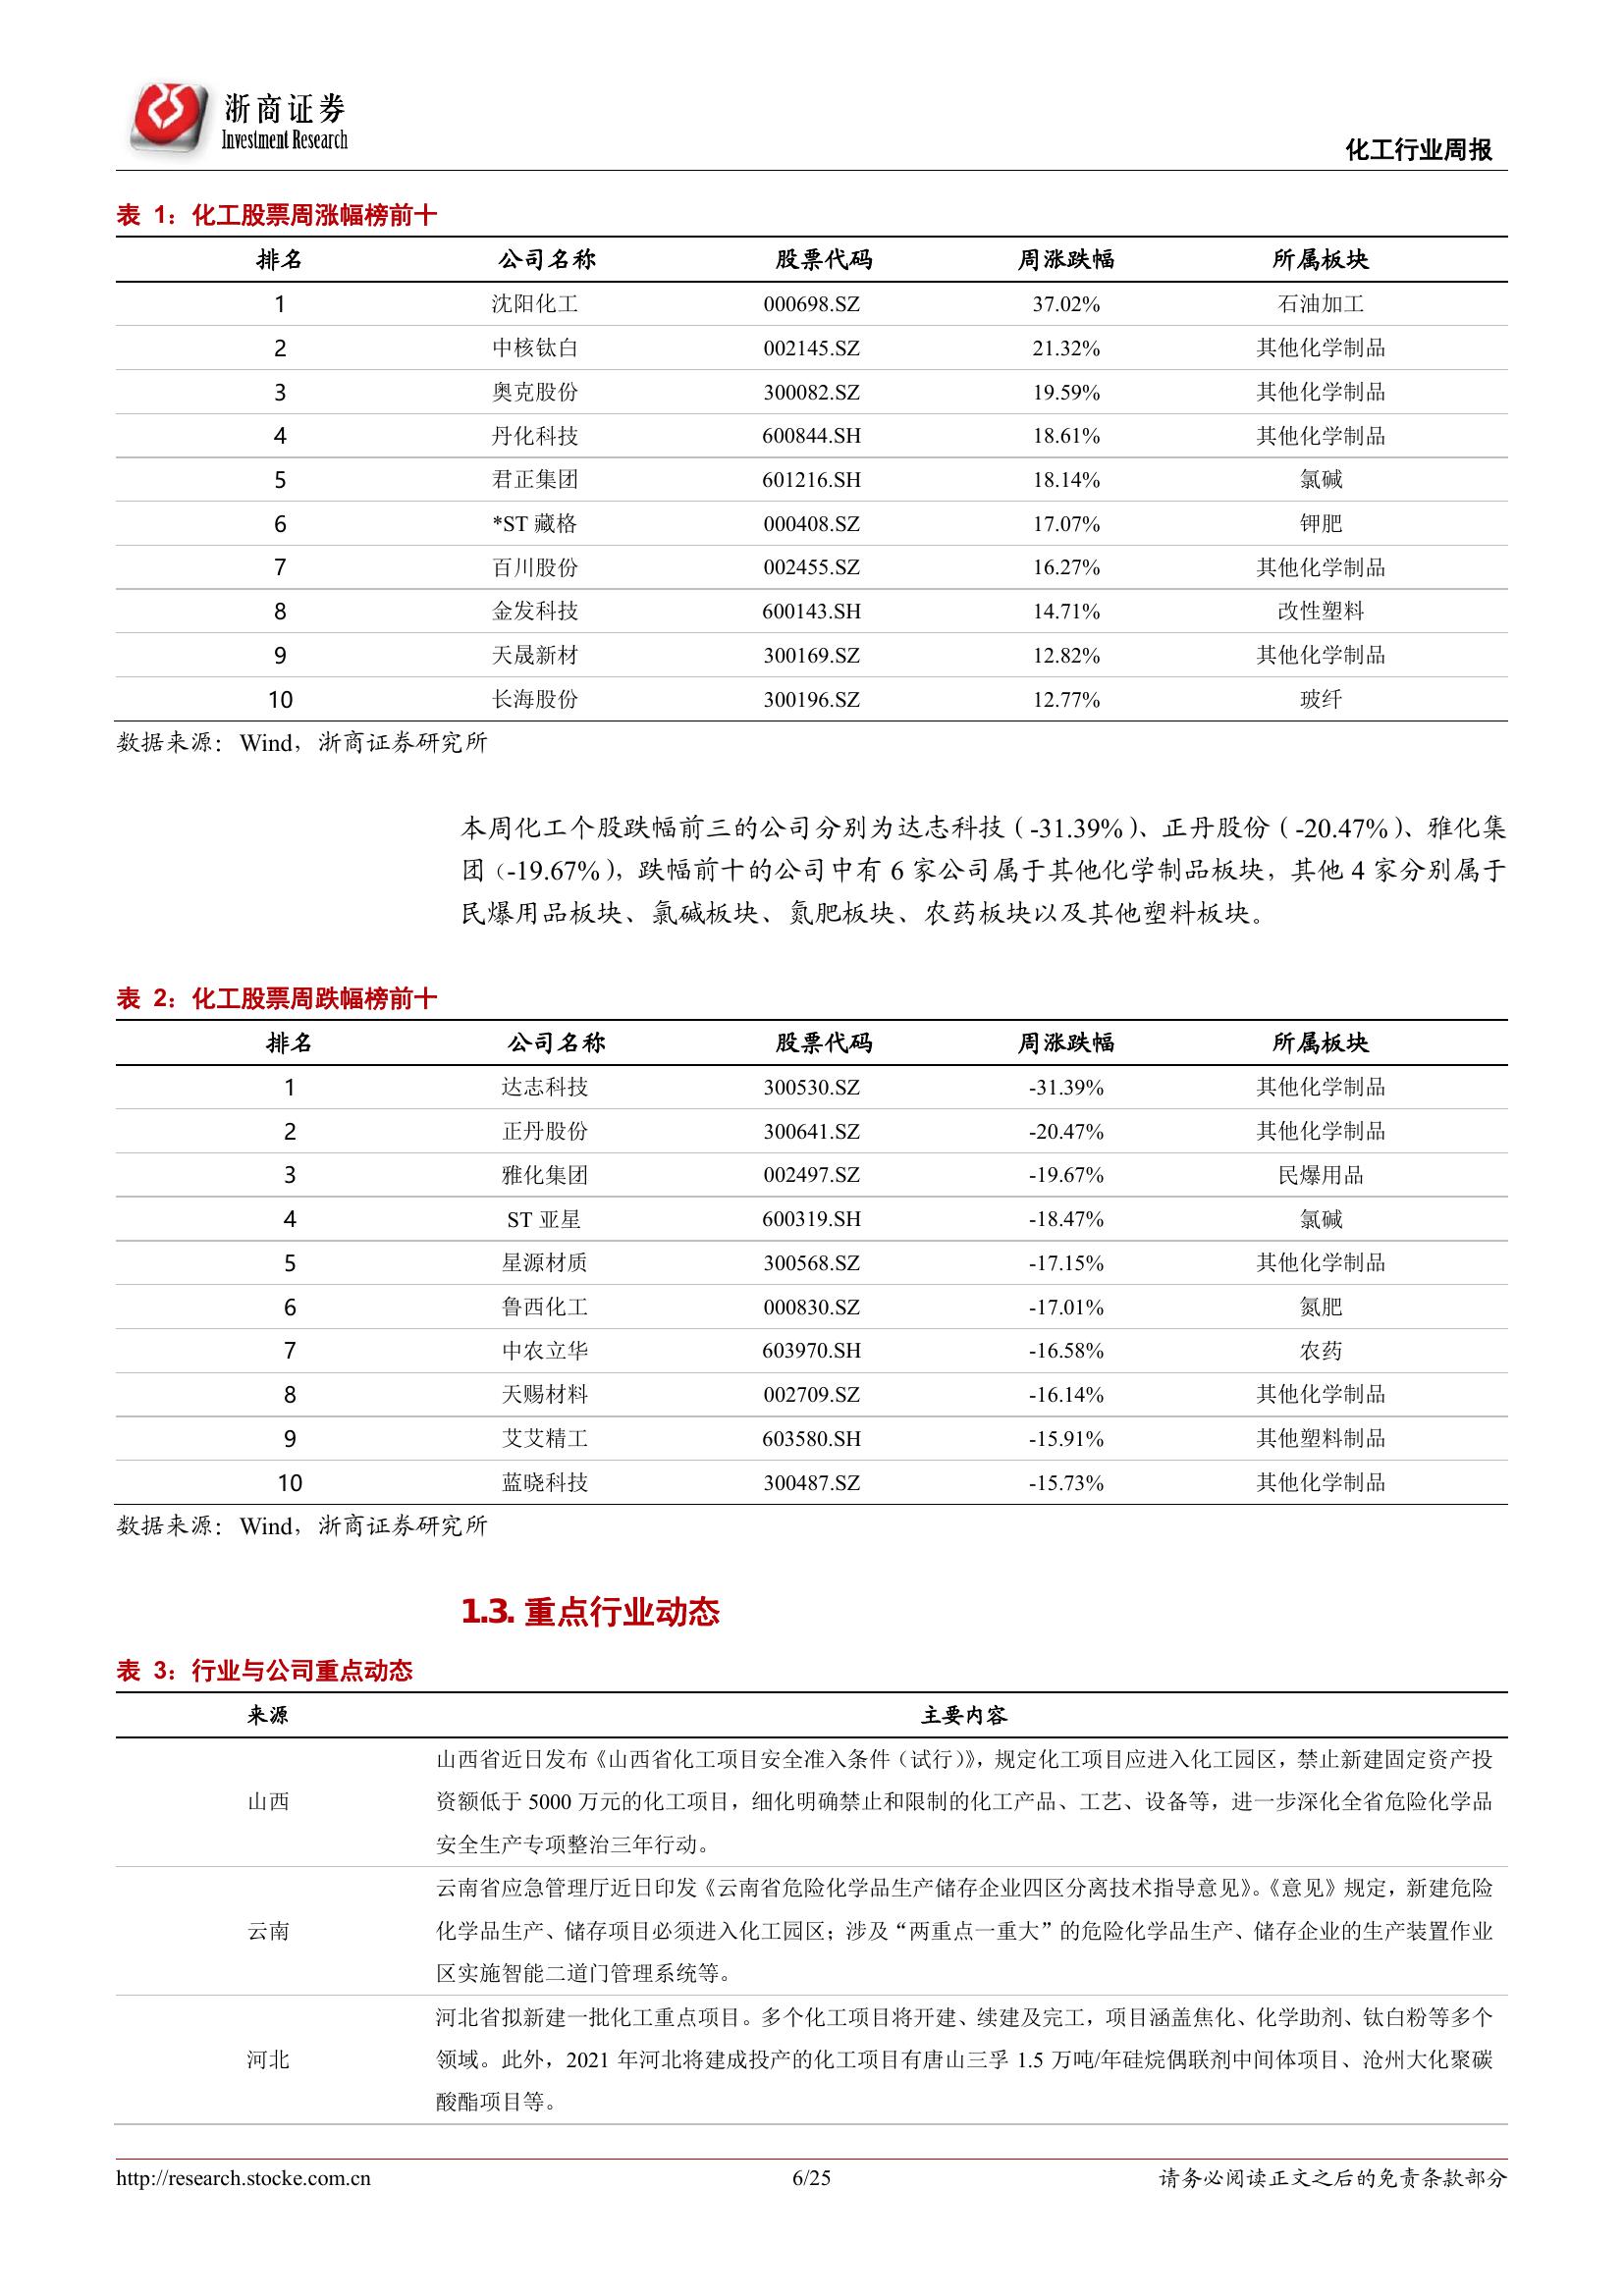 浙商证券
Investment Research
化工行业周报
表 1：化工股票周涨幅榜前十
排名 公司名称 股票代码 周涨跌幅 所属板块
1 沈阳化工 000698.SZ 37.02% 石油加工
2 中核钛白 002145.SZ 21.32% 其他化学制品
3 奥克股份 300082.SZ 19.59% 其他化学制品
4 丹化科技 600844.SH 18.61% 其他化学制品
5 君正集团 601216.SH 18.14% 氯碱
6 *ST 藏格 000408.SZ 17.07% 钾肥
7 百川股份 002455.SZ 16.27% 其他化学制品
8 金发科技 600143.SH 14.71% 改性塑料
9 天晟新材 300169.SZ 12.82% 其他化学制品
10 长海股份 300196.SZ 12.77% 玻纤
数据来源：Wind，浙商证券研究所
本周化工个股跌幅前三的公司分别为达志科技（-31.39%）、正丹股份（-20.47%）、雅化集
团（-19.67%），跌幅前十的公司中有 6 家公司属于其他化学制品板块，其他 4 家分别属于
民爆用品板块、氯碱板块、氮肥板块、农药板块以及其他塑料板块。
表 2：化工股票周跌幅榜前十
排名 公司名称 股票代码 周涨跌幅 所属板块
1 达志科技 300530.SZ -31.39% 其他化学制品
2 正丹股份 300641.SZ -20.47% 其他化学制品
3 雅化集团 002497.SZ -19.67% 民爆用品
4 ST 亚星 600319.SH -18.47% 氯碱
5 星源材质 300568.SZ -17.15% 其他化学制品
6 鲁西化工 000830.SZ -17.01% 氮肥
7 中农立华 603970.SH -16.58% 农药
8 天赐材料 002709.SZ -16.14% 其他化学制品
9 艾艾精工 603580.SH -15.91% 其他塑料制品
10 蓝晓科技 300487.SZ -15.73% 其他化学制品
数据来源：Wind，浙商证券研究所
1.3. 重点行业动态
表 3：行业与公司重点动态
来源 主要内容
山西省近日发布《山西省化工项目安全准入条件（试行）》，规定化工项目应进入化工园区，禁止新建固定资产投
山西 资额低于 5000 万元的化工项目，细化明确禁止和限制的化工产品、工艺、设备等，进一步深化全省危险化学品
安全生产专项整治三年行动。
云南省应急管理厅近日印发《云南省危险化学品生产储存企业四区分离技术指导意见》。《意见》规定，新建危险
云南 化学品生产、储存项目必须进入化工园区；涉及“两重点一重大”的危险化学品生产、储存企业的生产装置作业
区实施智能二道门管理系统等。
河北省拟新建一批化工重点项目。多个化工项目将开建、续建及完工，项目涵盖焦化、化学助剂、钛白粉等多个
河北 领域。此外，2021 年河北将建成投产的化工项目有唐山三孚 1.5 万吨/年硅烷偶联剂中间体项目、沧州大化聚碳
酸酯项目等。
http://research.stocke.com.cn 6/25 请务必阅读正文之后的免责条款部分